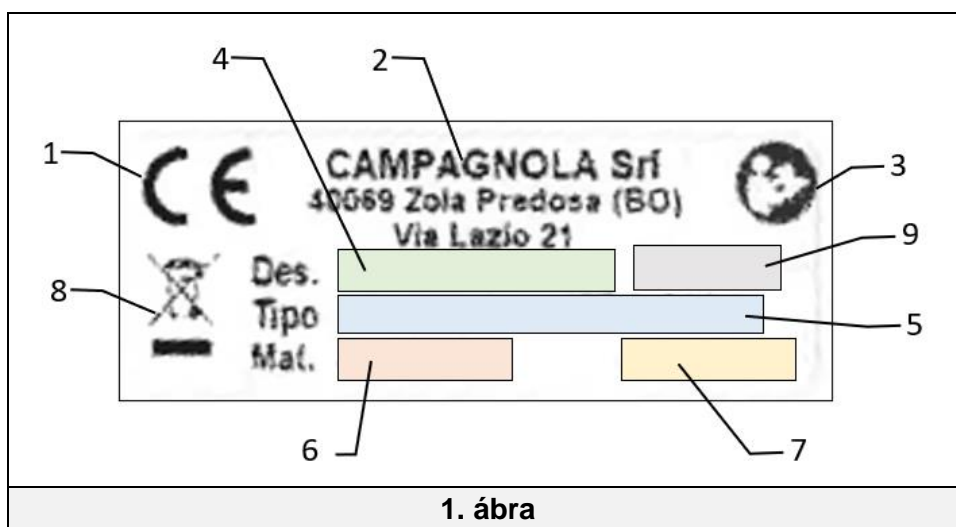 4 2
1 CE CAMPAGNOLA Srl 3
40069 Zola Predosa (BO)
Via Lazio 21
9
8 Des.
Tipo 5
Mat.
6 7
1. ábra